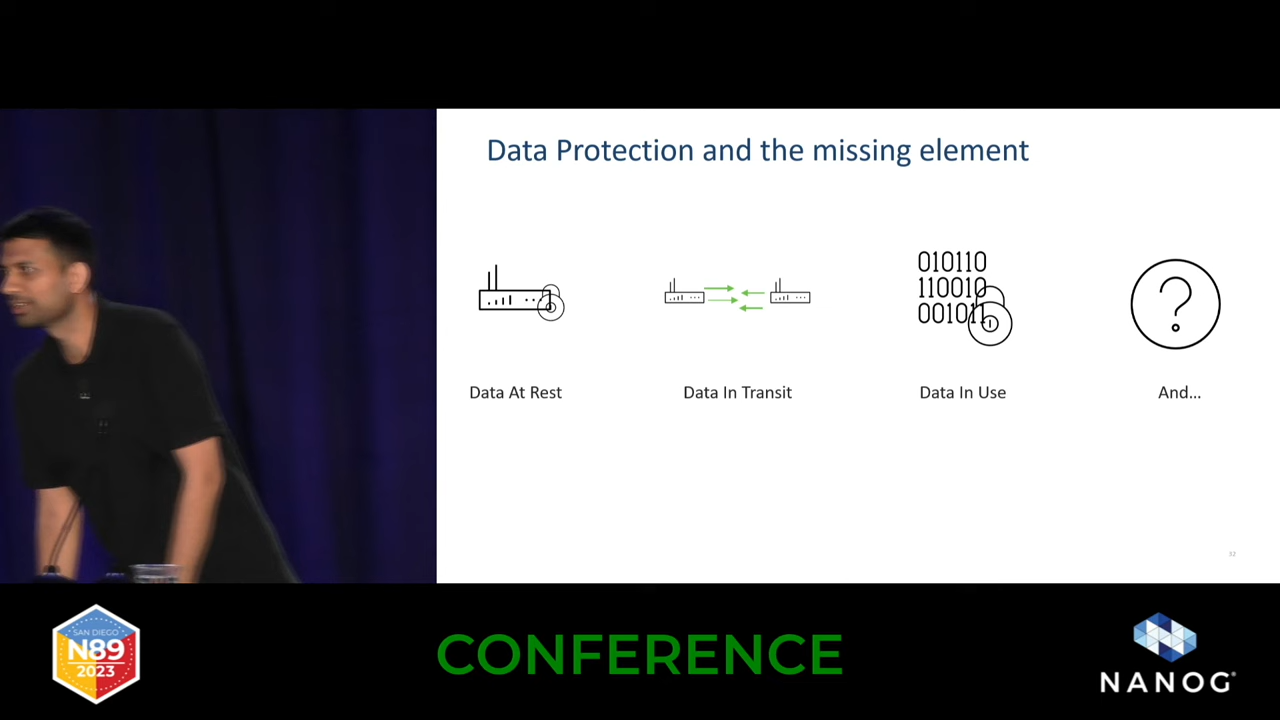 Data Protection and the missing element
010110
110010
001011
Data At Rest
Data In Transit
Data In Use
And...
32
SAN DIEGO
N89
2023
CONFERENCE
NANOG